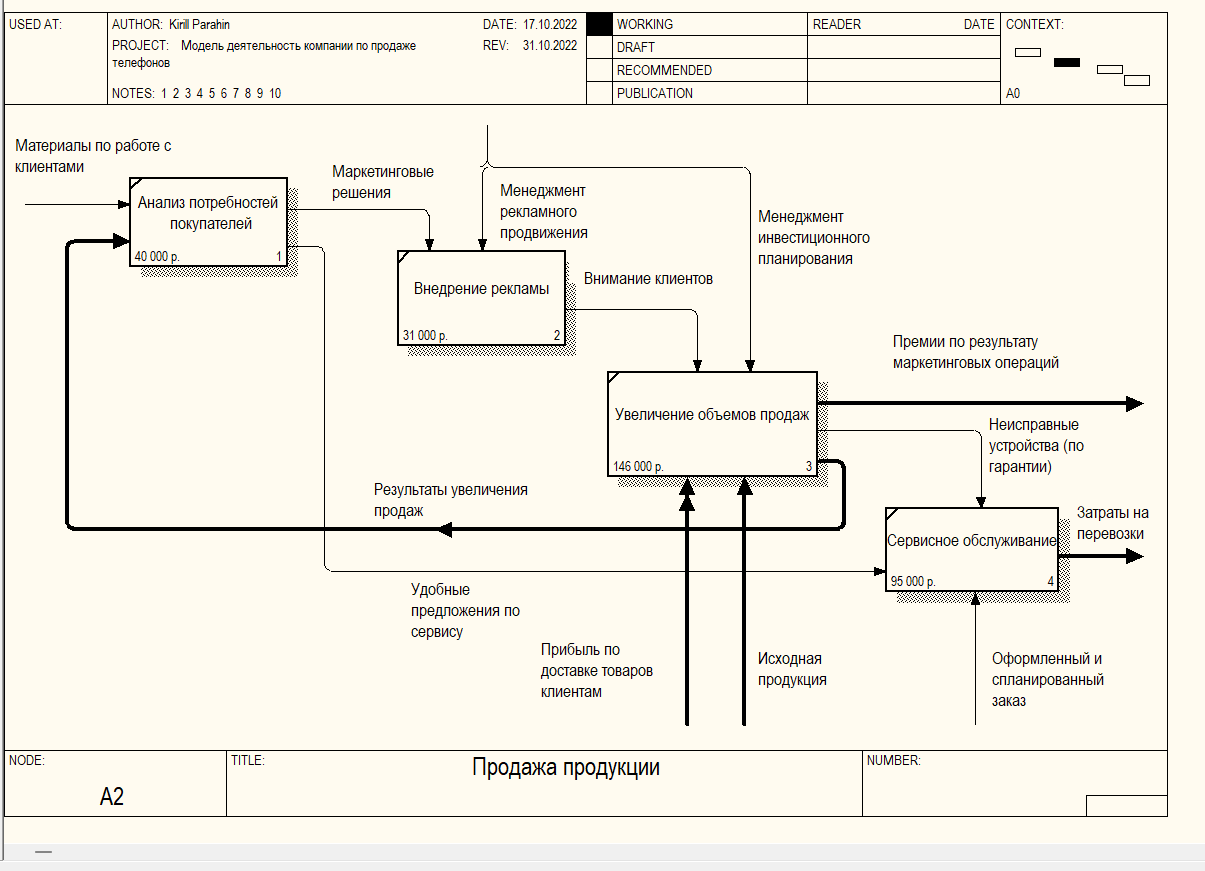 USED AT:
AUTHOR: Kirill Parahin
DATE: 17.10.2022
PROJECT: Модель деятельность компании по продаже
телефонов
REV: 31.10.2022
NOTES: 1 2 3 4 5 6 7 8 9 10
WORKING
DRAFT
RECOMMENDED
PUBLICATION
READER
DATE
CONTEXT:
A0
Материалы по работе с
клиентами
Анализ потребностей
покупателей
40 000 р.
1
Маркетинговые
решения
Менеджмент
рекламного
продвижения
Менеджмент
инвестиционного
планирования
Внедрение рекламы
31 000 р.
2
Внимание клиентов
Премии по результату
маркетинговых операций
Увеличение объемов продаж
146 000 р.
3
Неисправные
устройства (по
гарантии)
Результаты увеличения
продаж
Затраты на
перевозки
Сервисное обслуживание
95 000 р.
4
Удобные
предложения по
сервису
Прибыль по
доставке товаров
клиентам
Исходная
продукция
Оформленный и
спланированный
заказ
NODE:
A2
TITLE:
Продажа продукции
NUMBER: